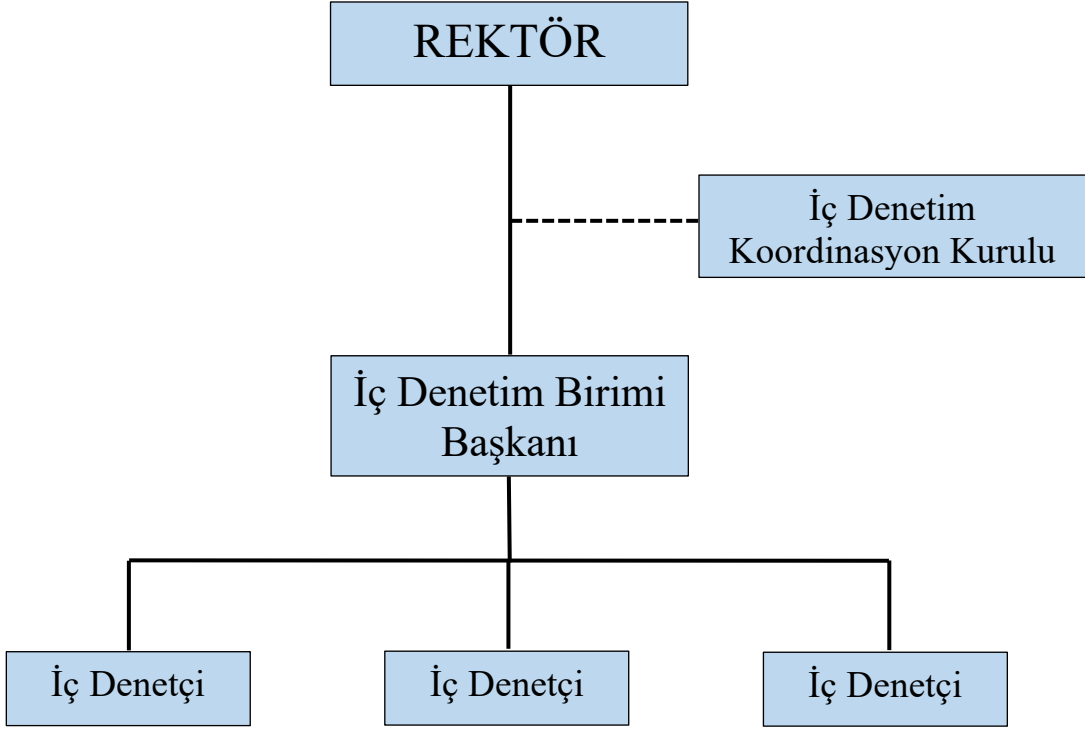 REKTÖR
İç Denetim
Koordinasyon Kurulu
İç Denetim Birimi
Başkanı
İç Denetçi
İç Denetçi
İç Denetçi